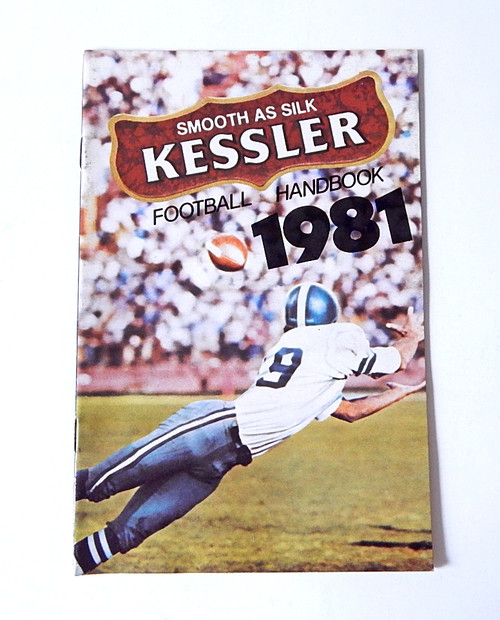 SMOOTH AS SILK
KESSLER
FOOTBALL HANDBOOK
1981
9